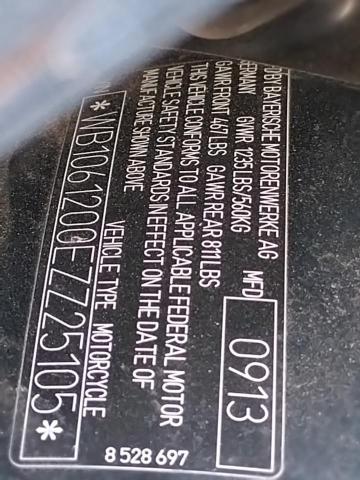 BY BAYERISCHE MOTORENWERKE AG
GERMANY GVWR 1235 LBS/560KG MFD 0913
GAWR FRONT 467 LBS GAWR REAR 811 LBS
THIS VEHICLE CONFORMS TO ALL APPLICABLE FEDERAL MOTOR
VEHICLE SAFETY STANDARDS IN EFFECT ON THE DATE OF
MANUFACTURE SHOWN ABOVE
VEHICLE TYPE MOTORCYCLE
*WB1061200EZZ25105*
8 528 697